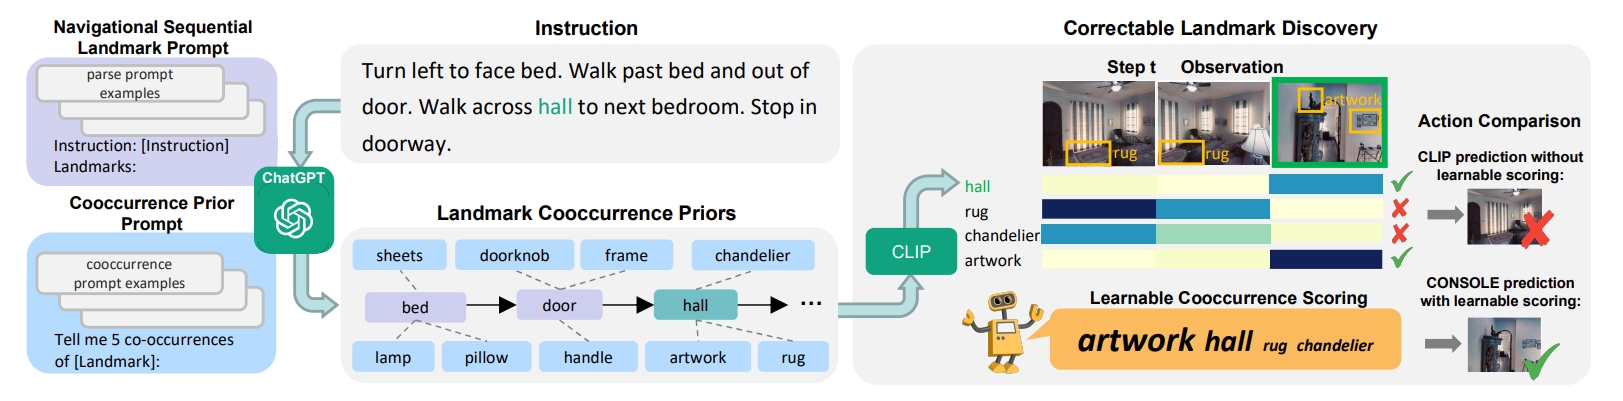 Navigational Sequential
Landmark Prompt
parse prompt
examples
Instruction: [Instruction]
Landmarks:
Cooccurrence Prior
Prompt
cooccurrence
prompt examples
Tell me 5 co-occurrences
of [Landmark]:
ChatGPT
Instruction
Turn left to face bed. Walk past bed and out of
door. Walk across hall to next bedroom. Stop in
doorway.
Landmark Cooccurrence Priors
sheets
doorknob
frame
chandelier
bed
door
hall
...
lamp
pillow
handle
artwork
rug
CLIP
Correctable Landmark Discovery
Step t Observation
rug
rug
artwork
hall
rug
chandelier
artwork
Learnable Cooccurrence Scoring
artwork hall rug chandelier
Action Comparison
CLIP prediction without
learnable scoring:
CONSOLE prediction
with learnable scoring: